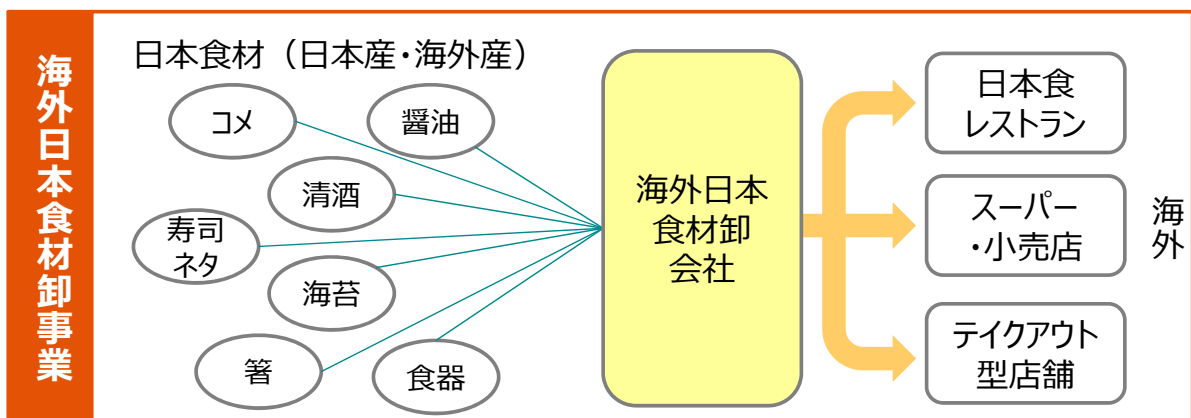 海外日本食材卸事業
日本食材（日本産・海外産）
コメ
醤油
清酒
寿司
ネタ
海苔
箸
食器
海外日本
食材卸
会社
日本食
レストラン
スーパー
・小売店
テイクアウト
型店舗
海外